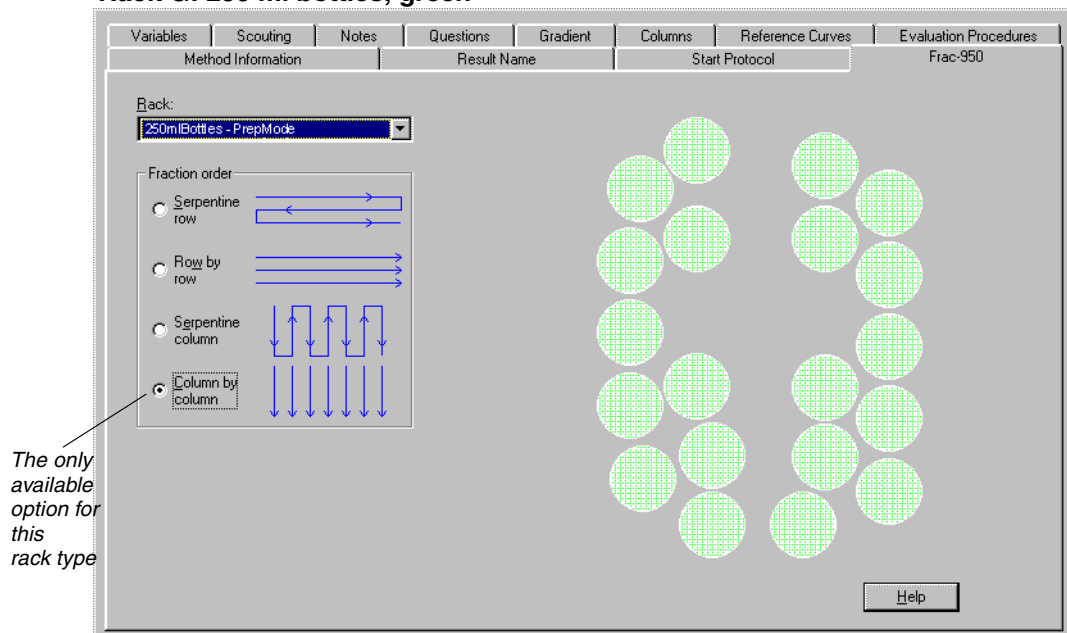 Variables Scouting Notes Questions Gradient Columns Reference Curves Evaluation Procedures
Method Information Result Name Start Protocol Frac-950
Rack:
250mlBottles - PrepMode
Fraction order
Serpentine
row
Row by
row
Serpentine
column
Column by
column
The only
available
option for
this
rack type
Help